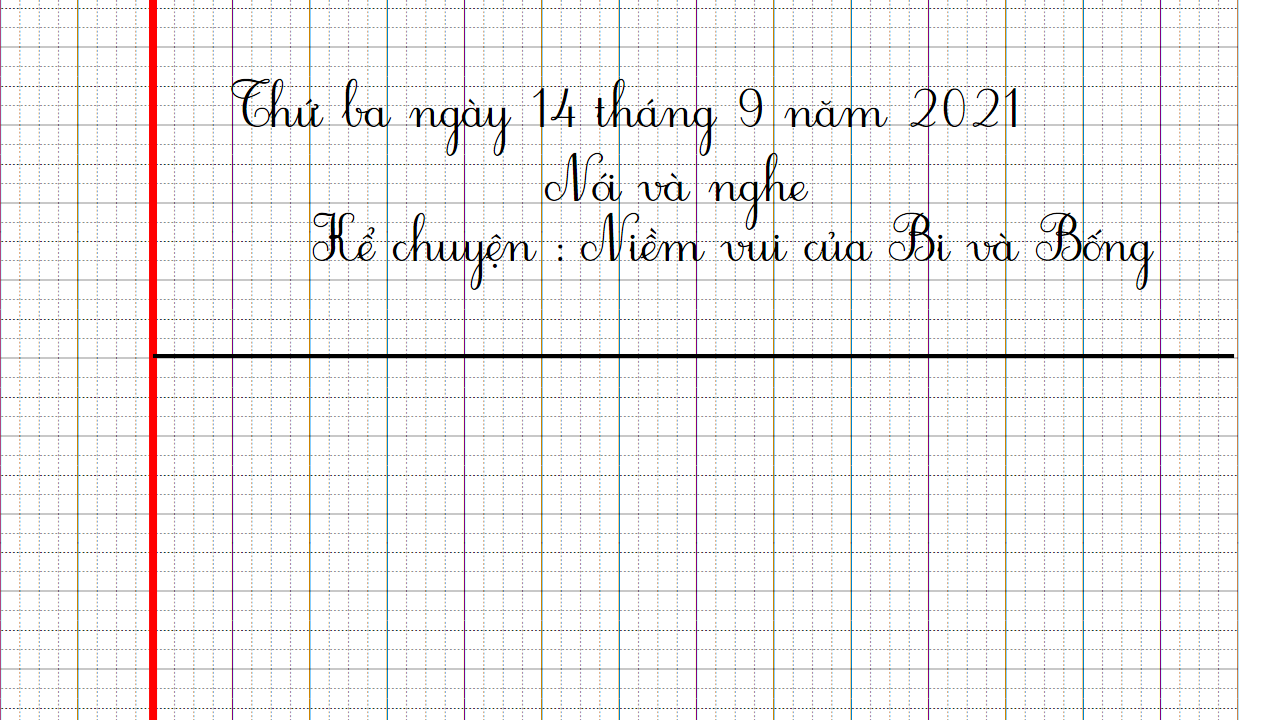 Thứ ba ngày 14 tháng 9 năm 2021
Nói và nghe
Kể chuyện : Niềm vui của Bi và Bống